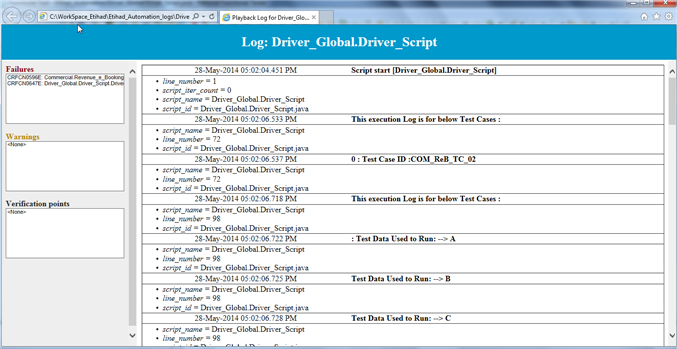 C:\WorkSpace_Etihad\Etihad_Automation_logs\Drive
Playback Log for Driver_Glo...
Log: Driver_Global.Driver_Script
Failures
CRFCN0596E: Commercial.Revenue_e_Booking
CRFCN0647E: Driver_Global.Driver_Script.Driver
Warnings
<None>
Verification points
<None>
28-May-2014 05:02:04.451 PM Script start [Driver_Global.Driver_Script]
• line_number = 1
• script_iter_count = 0
• script_name = Driver_Global.Driver_Script
• script_id = Driver_Global.Driver_Script.java
28-May-2014 05:02:06.533 PM This execution Log is for below Test Cases :
• script_name = Driver_Global.Driver_Script
• line_number = 72
• script_id = Driver_Global.Driver_Script.java
28-May-2014 05:02:06.537 PM 0 : Test Case ID :COM_ReB_TC_02
• script_name = Driver_Global.Driver_Script
• line_number = 72
• script_id = Driver_Global.Driver_Script.java
28-May-2014 05:02:06.718 PM This execution Log is for below Test Cases :
• script_name = Driver_Global.Driver_Script
• line_number = 98
• script_id = Driver_Global.Driver_Script.java
28-May-2014 05:02:06.722 PM : Test Data Used to Run: --> A
• script_name = Driver_Global.Driver_Script
• line_number = 98
• script_id = Driver_Global.Driver_Script.java
28-May-2014 05:02:06.725 PM Test Data Used to Run: --> B
• script_name = Driver_Global.Driver_Script
• line_number = 98
• script_id = Driver_Global.Driver_Script.java
28-May-2014 05:02:06.728 PM Test Data Used to Run: --> C
• script_name = Driver_Global.Driver_Script
• line_number = 98